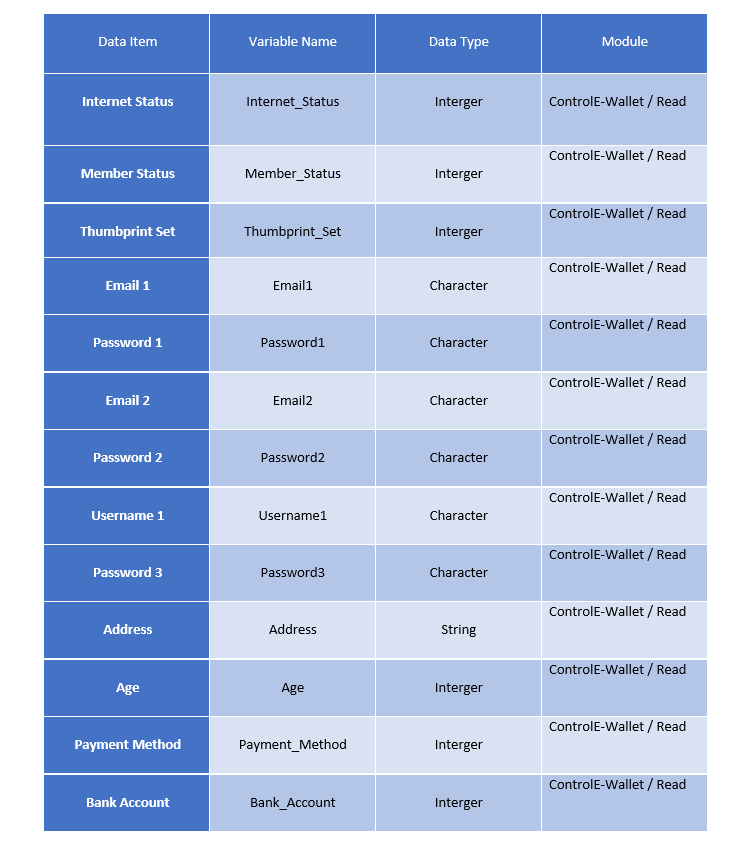 Data Item Variable Name Data Type Module
Internet Status Internet_Status Interger ControlE-Wallet / Read
Member Status Member_Status Interger ControlE-Wallet / Read
Thumbprint Set Thumbprint_Set Interger ControlE-Wallet / Read
Email 1 Email1 Character ControlE-Wallet / Read
Password 1 Password1 Character ControlE-Wallet / Read
Email 2 Email2 Character ControlE-Wallet / Read
Password 2 Password2 Character ControlE-Wallet / Read
Username 1 Username1 Character ControlE-Wallet / Read
Password 3 Password3 Character ControlE-Wallet / Read
Address Address String ControlE-Wallet / Read
Age Age Interger ControlE-Wallet / Read
Payment Method Payment_Method Interger ControlE-Wallet / Read
Bank Account Bank_Account Interger ControlE-Wallet / Read